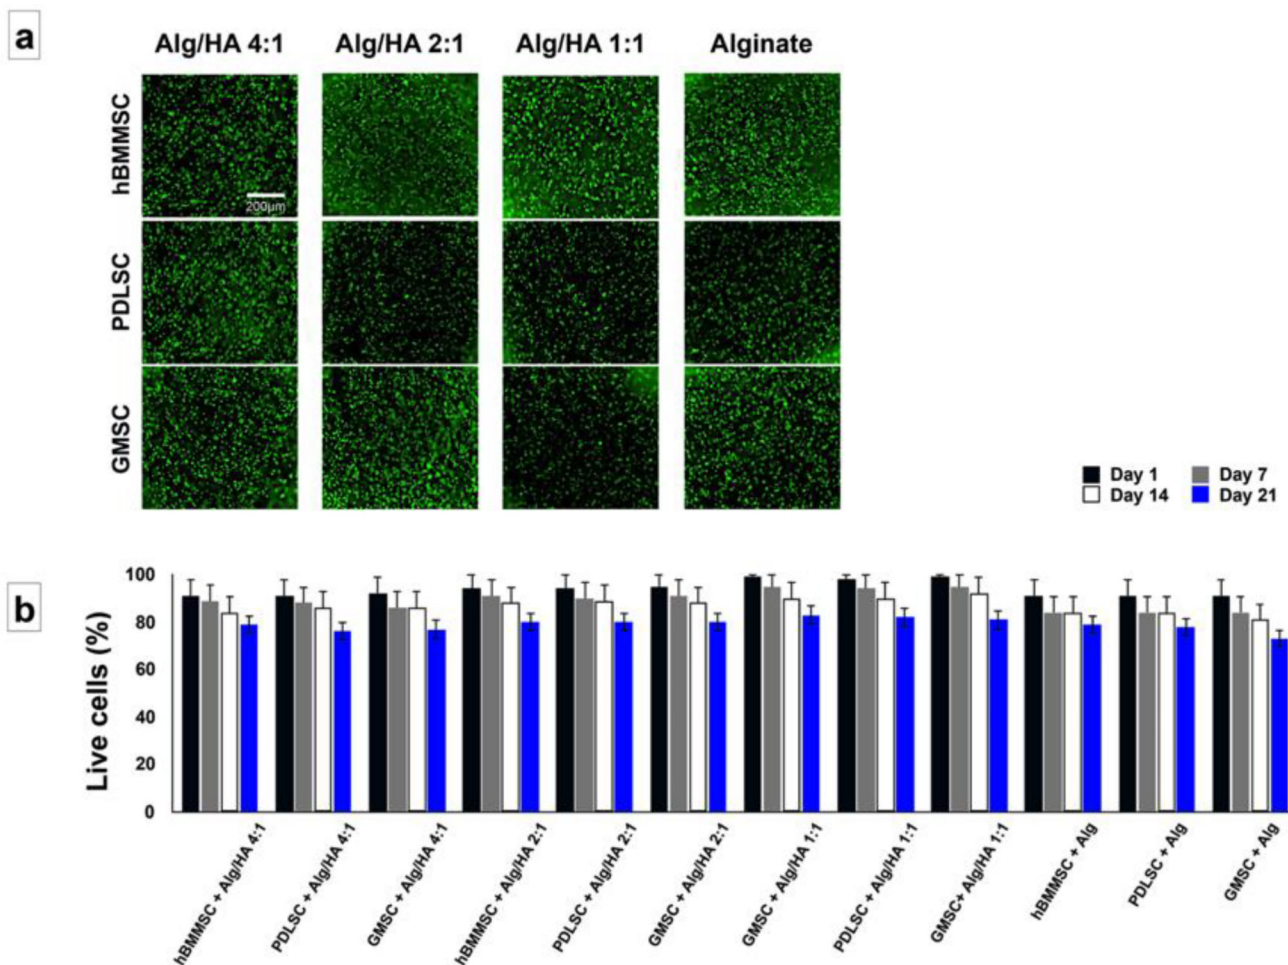 a
Alg/HA 4:1 Alg/HA 2:1 Alg/HA 1:1 Alginate
hBMMSC
200μm
PDLSC
GMSC
Day 1 Day 7
Day 14 Day 21
b
Live cells (%)
100
80
60
40
20
0
hBMMSC + Alg/HA 4:1
PDLSC + Alg/HA 4:1
GMSC + Alg/HA 4:1
hBMMSC + Alg/HA 2:1
PDLSC + Alg/HA 2:1
GMSC + Alg/HA 2:1
GMSC + Alg/HA 1:1
PDLSC + Alg/HA 1:1
GMSC+ Alg/HA 1:1
hBMMSC + Alg
PDLSC + Alg
GMSC + Alg